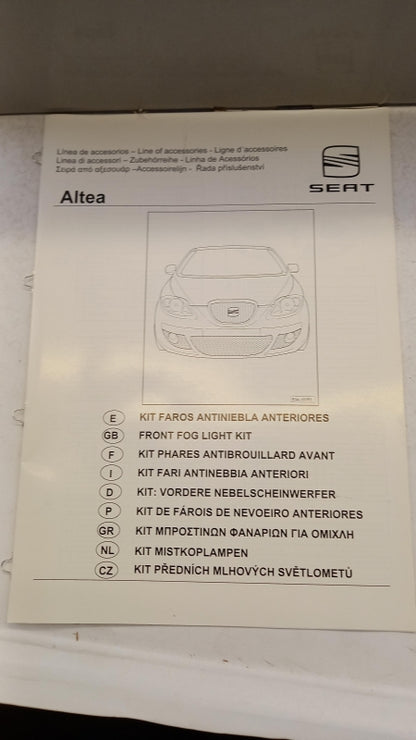 Línea de accesorios – Line of accessories - Ligne d'accessoires
Linea di accessori – Zubehörreihe - Linha de Acessórios
Σειρά από αξεσουάρ –Accessoirelijn - Řada příslušenství
SEAT
Altea
E KIT FAROS ANTINIEBLA ANTERIORES
GB FRONT FOG LIGHT KIT
F KIT PHARES ANTIBROUILLARD AVANT
I KIT FARI ANTINEBBIA ANTERIORI
D KIT: VORDERE NEBELSCHEINWERFER
P KIT DE FÁROIS DE NEVOEIRO ANTERIORES
GR KIT ΜΠΡΟΣΤΙΝΩΝ ΦΑΝΑΡΙΩΝ ΓΙΑ ΟΜΙΧΛΗ
NL KIT MISTKOPLAMPEN
CZ KIT PŘEDNÍCH MLHOVÝCH SVĚTLOMETŮ